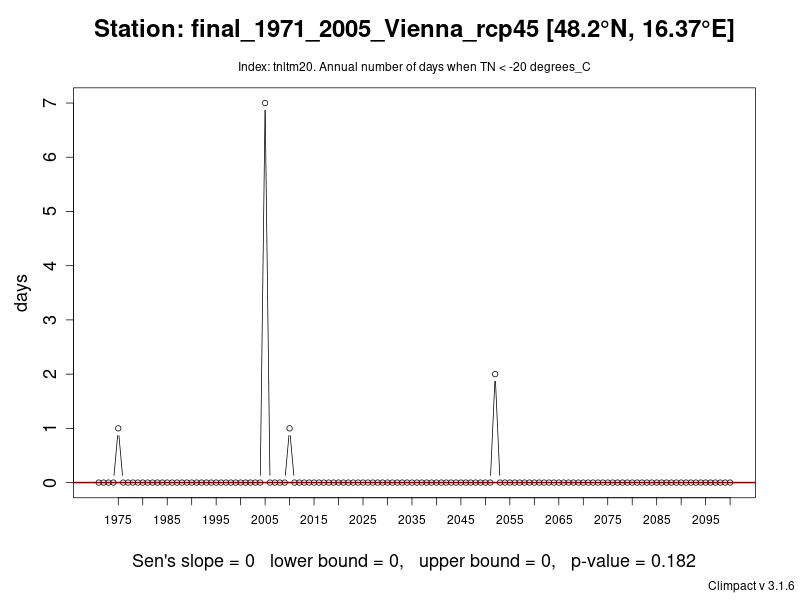 Station: final_1971_2005_Vienna_rcp45 [48.2°N, 16.37°E]
Index: tnltm20. Annual number of days when TN < -20 degrees_C
7
6
5
4
3
2
1
0
days
1975 1985 1995 2005 2015 2025 2035 2045 2055 2065 2075 2085 2095
Sen's slope = 0 lower bound = 0, upper bound = 0, p-value = 0.182
Climpact v 3.1.6